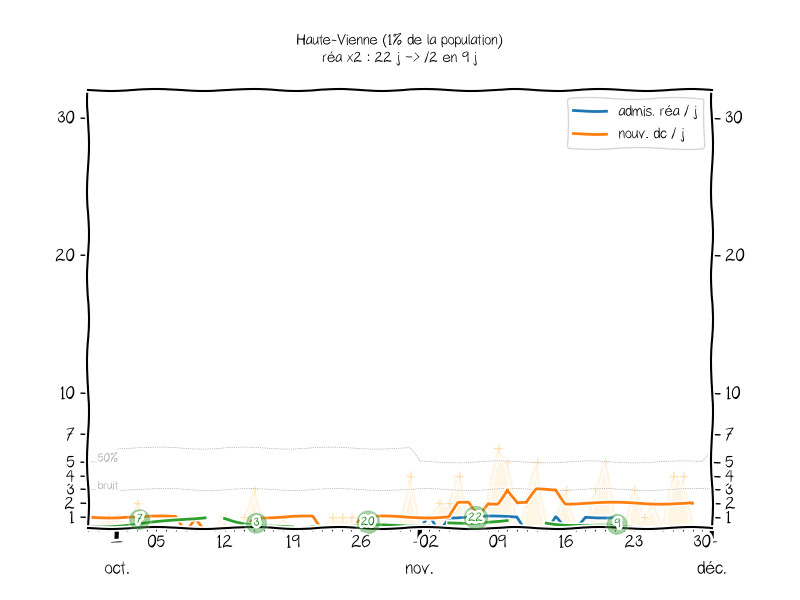 Haute-Vienne (1% de la population)
réa x2 : 22 j -> /2 en 9 j
admis. réa / j
nouv. dc / j
30 30
20 20
10 10
7 7
5 5
4 4
3 3
2 2
1 1
50%
bruit
7 3 20 22 9
05 12 19 26 02 09 16 23 30
oct. nov. déc.